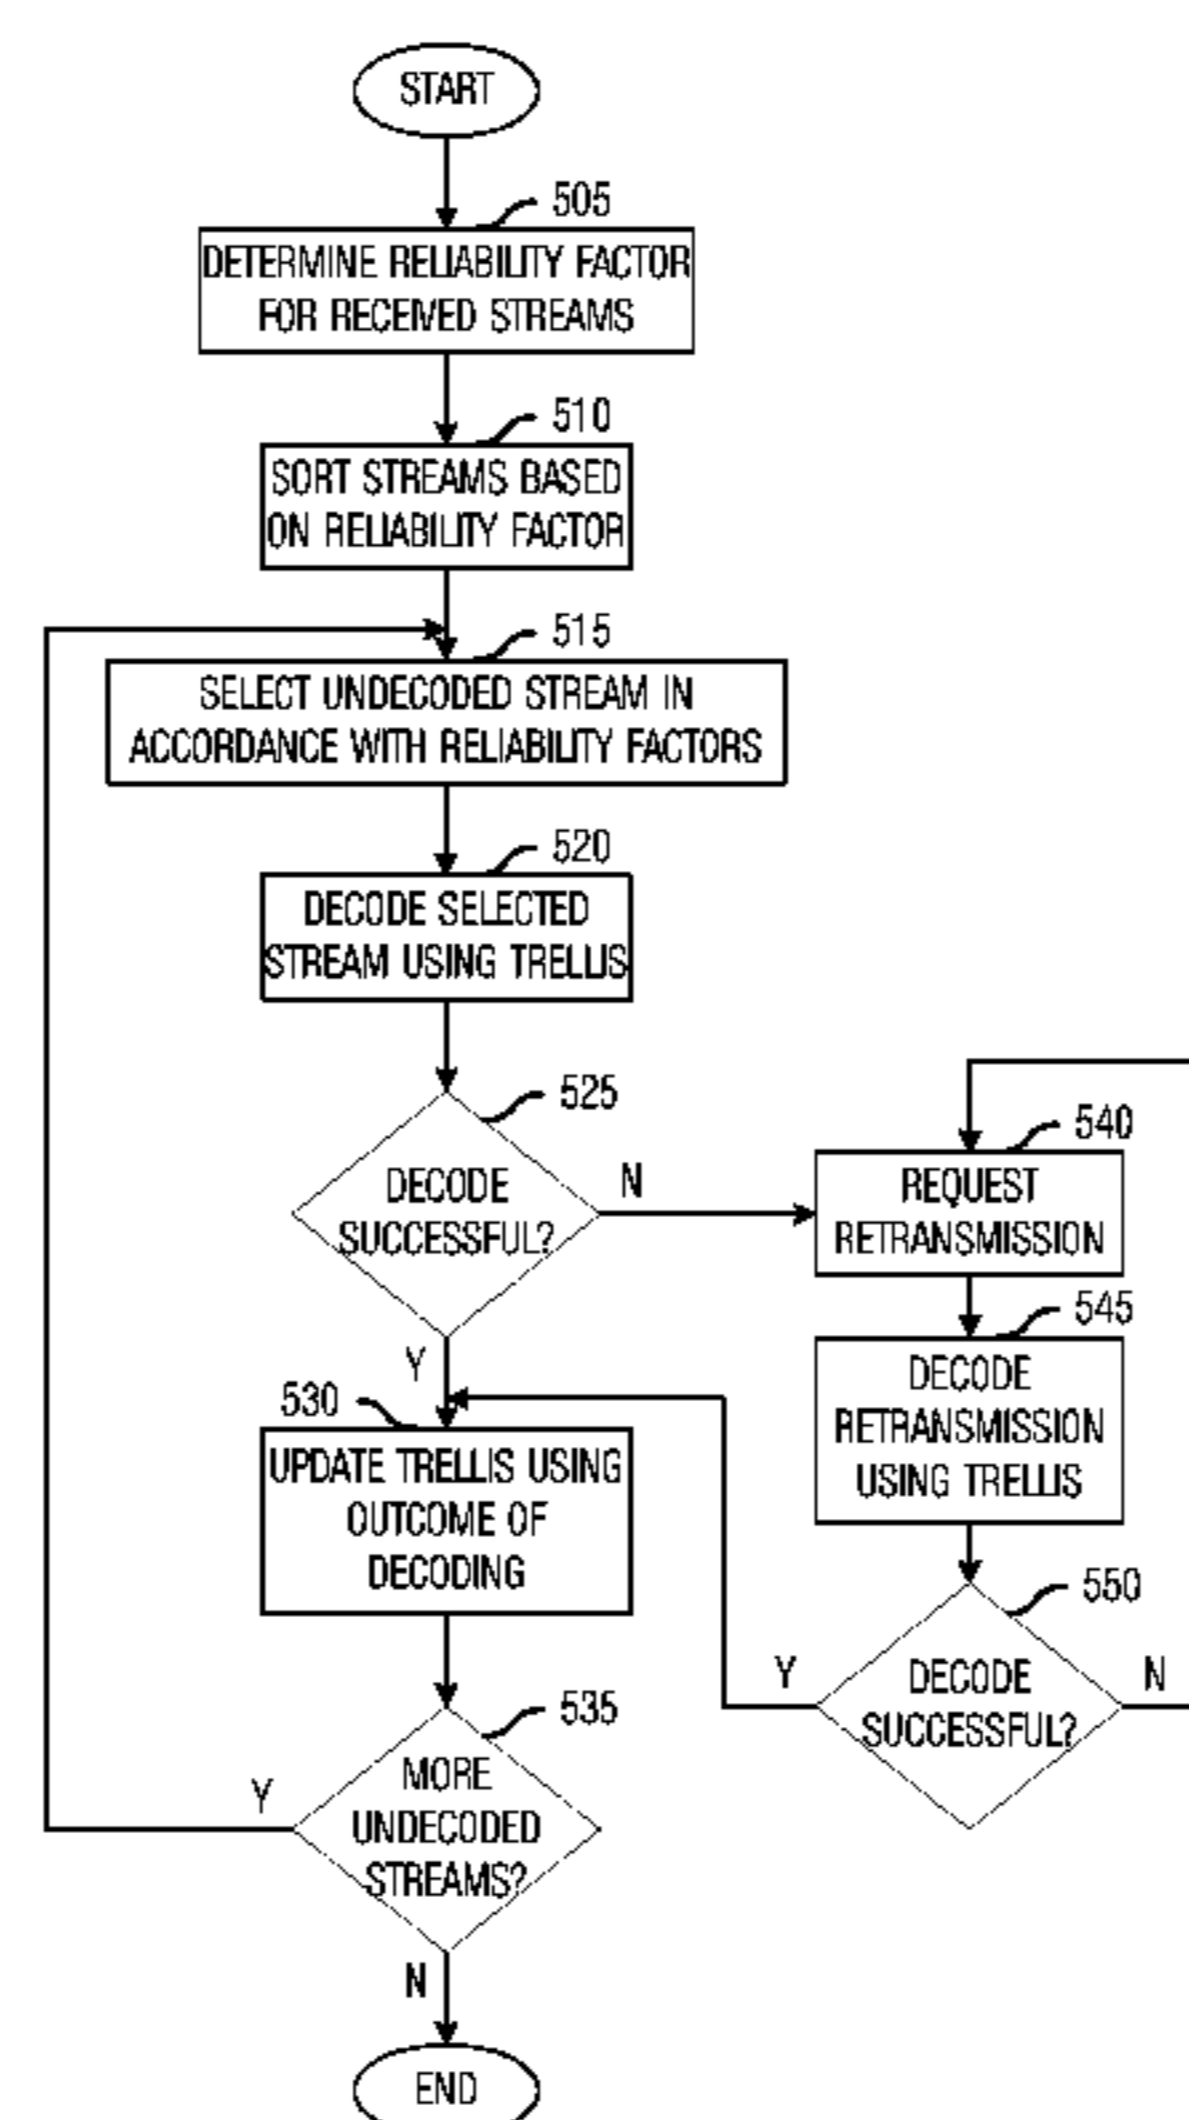 START
505
DETERMINE RELIABILITY FACTOR
FOR RECEIVED STREAMS
510
SORT STREAMS BASED
ON RELIABILITY FACTOR
515
SELECT UNDECODED STREAM IN
ACCORDANCE WITH RELIABILITY FACTORS
520
DECODE SELECTED
STREAM USING TRELLIS
525
DECODE
SUCCESSFUL?
N
Y
540
REQUEST
RETRANSMISSION
545
DECODE
RETRANSMISSION
USING TRELLIS
530
UPDATE TRELLIS USING
OUTCOME OF
DECODING
550
DECODE
SUCCESSFUL?
Y
N
535
MORE
UNDECODED
STREAMS?
Y
N
END